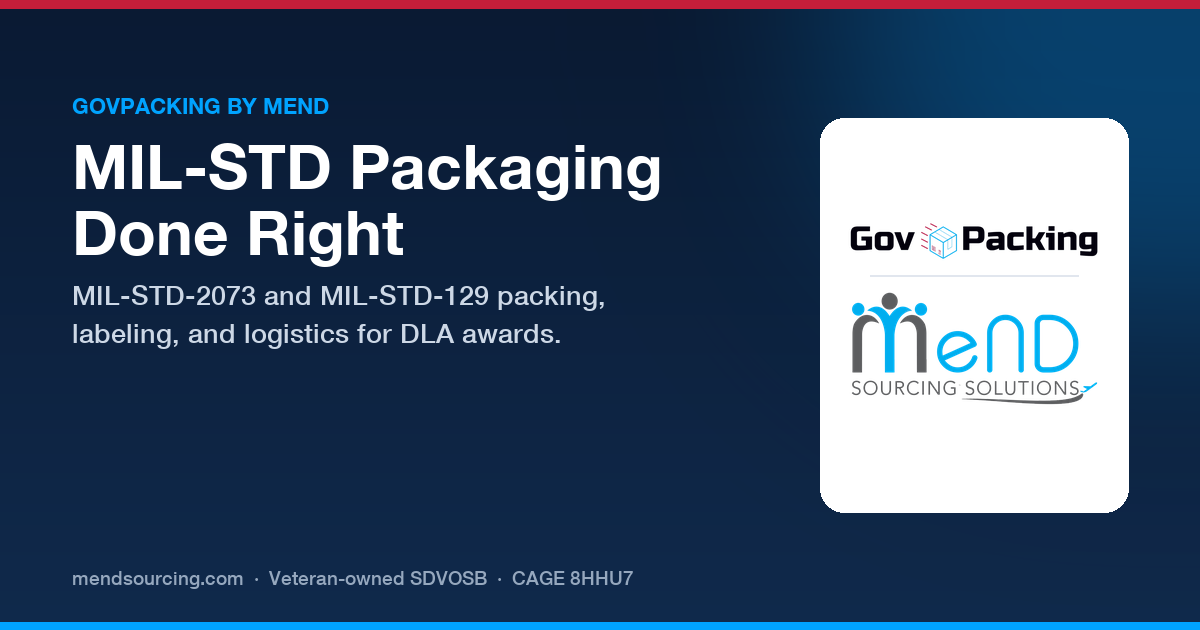 GOVPACKING BY MEND
MIL-STD Packaging
Done Right
MIL-STD-2073 and MIL-STD-129 packing,
labeling, and logistics for DLA awards.
Gov Packing
meND
SOURCING SOLUTIONS
mendsourcing.com · Veteran-owned SDVOSB · CAGE 8HHU7